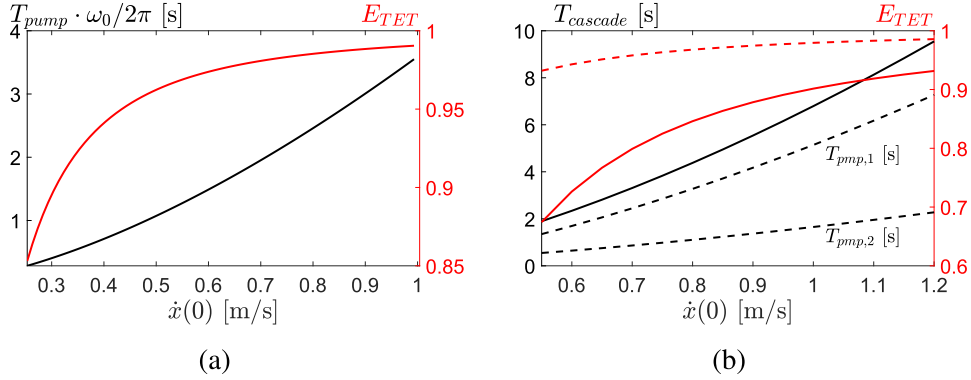 T_pump · ω_0/2π [s]
E_TET
4
3
2
1
1
0.95
0.9
0.85
0.3 0.4 0.5 0.6 0.7 0.8 0.9 1
ẋ(0) [m/s]
(a)
T_cascade [s]
E_TET
10
8
6
4
2
0
T_pmp,1 [s]
T_pmp,2 [s]
1
0.9
0.8
0.7
0.6
0.6 0.7 0.8 0.9 1 1.1 1.2
ẋ(0) [m/s]
(b)